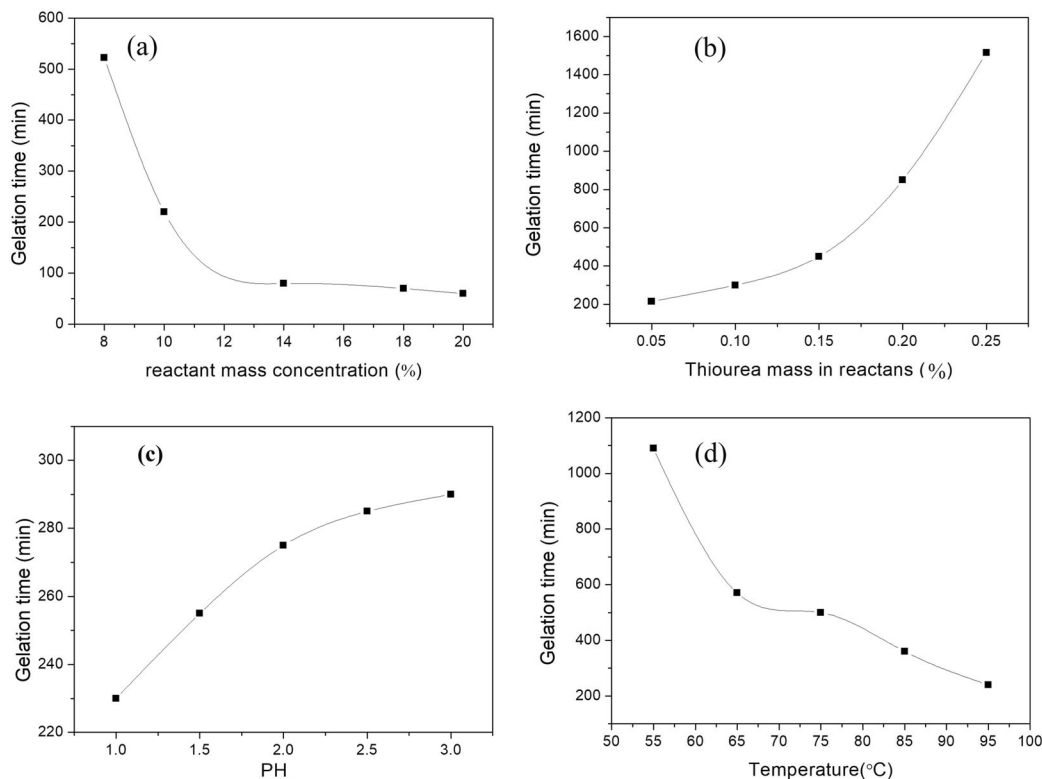 (a)
Gelation time (min)
600
500
400
300
200
100
0
8 10 12 14 16 18 20
reactant mass concentration (%)
(b)
Gelation time (min)
1600
1400
1200
1000
800
600
400
200
0.05 0.10 0.15 0.20 0.25
Thiourea mass in reactans (%)
(c)
Gelation time (min)
300
280
260
240
220
1.0 1.5 2.0 2.5 3.0
PH
(d)
Gelation time (min)
1200
1000
800
600
400
200
50 55 60 65 70 75 80 85 90 95 100
Temperature(°C)